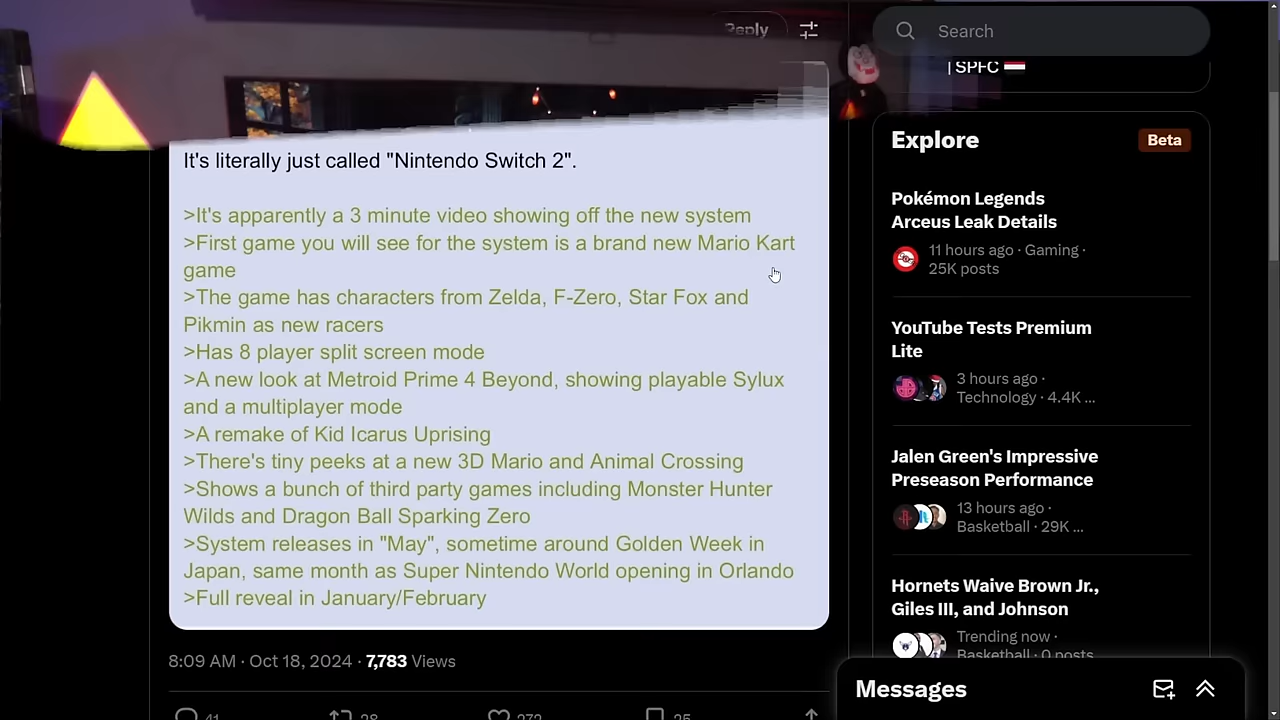 Reply
Search
| SPFC
It's literally just called "Nintendo Switch 2".
>It's apparently a 3 minute video showing off the new system
>First game you will see for the system is a brand new Mario Kart
game
>The game has characters from Zelda, F-Zero, Star Fox and
Pikmin as new racers
>Has 8 player split screen mode
>A new look at Metroid Prime 4 Beyond, showing playable Sylux
and a multiplayer mode
>A remake of Kid Icarus Uprising
>There's tiny peeks at a new 3D Mario and Animal Crossing
>Shows a bunch of third party games including Monster Hunter
Wilds and Dragon Ball Sparking Zero
>System releases in "May", sometime around Golden Week in
Japan, same month as Super Nintendo World opening in Orlando
>Full reveal in January/February
8:09 AM · Oct 18, 2024 · 7,783 Views
41 28 272 25
Explore Beta
Pokémon Legends
Arceus Leak Details
11 hours ago · Gaming ·
25K posts
YouTube Tests Premium
Lite
3 hours ago ·
Technology · 4.4K ...
Jalen Green's Impressive
Preseason Performance
13 hours ago ·
Basketball · 29K ...
Hornets Waive Brown Jr.,
Giles III, and Johnson
Trending now ·
Basketball · 0 posts
Messages